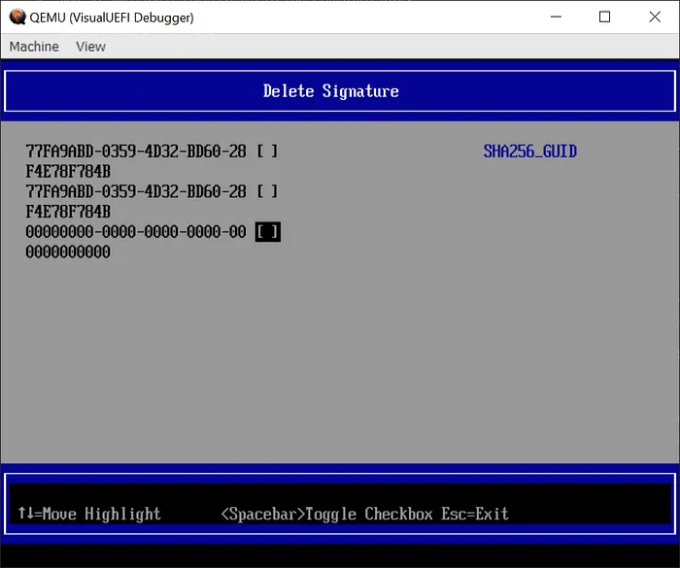 QEMU (VisualUEFI Debugger)
Machine View
Delete Signature
77FA9ABD-0359-4D32-BD60-28 [ ] SHA256_GUID
F4E78F784B
77FA9ABD-0359-4D32-BD60-28 [ ]
F4E78F784B
00000000-0000-0000-0000-00 [ ]
0000000000
↑↓=Move Highlight <Spacebar>Toggle Checkbox Esc=Exit